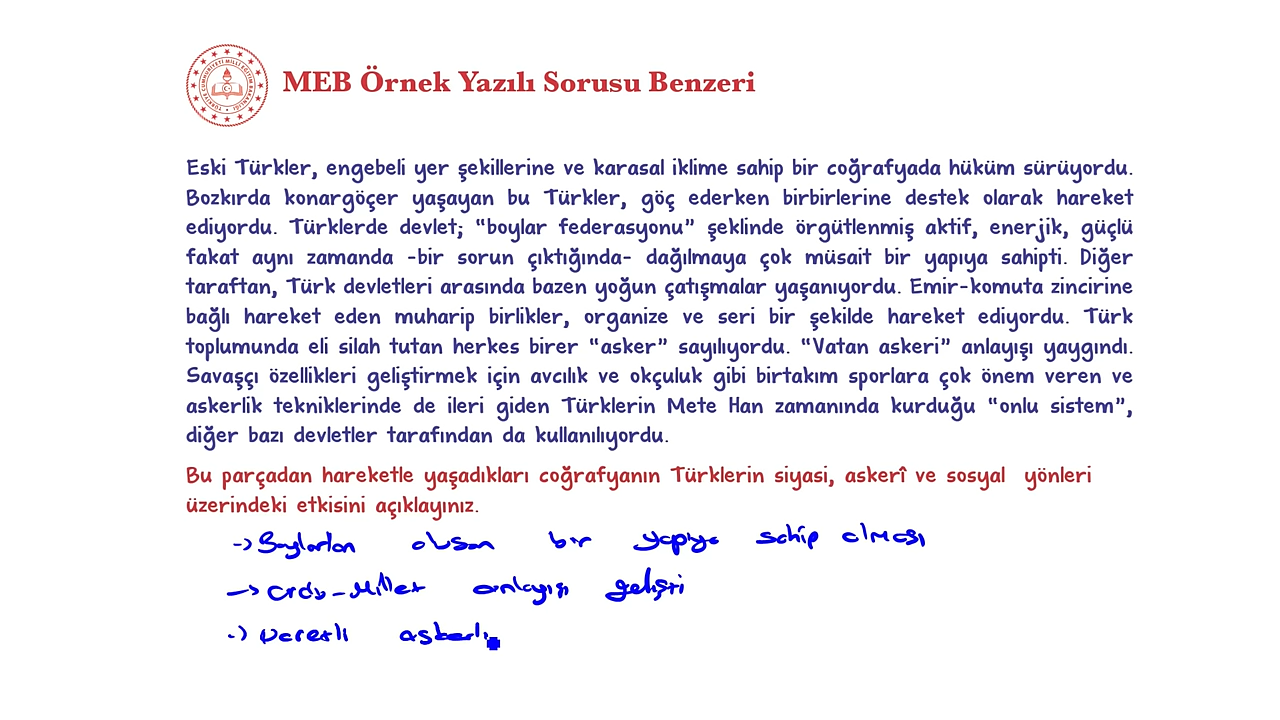 MEB Örnek Yazılı Sorusu Benzeri
Eski Türkler, engebeli yer şekillerine ve karasal iklime sahip bir coğrafyada hüküm sürüyordu.
Bozkırda konargöçer yaşayan bu Türkler, göç ederken birbirlerine destek olarak hareket
ediyordu. Türklerde devlet; “boylar federasyonu” şeklinde örgütlenmiş aktif, enerjik, güçlü
fakat aynı zamanda -bir sorun çıktığında- dağılmaya çok müsait bir yapıya sahipti. Diğer
taraftan, Türk devletleri arasında bazen yoğun çatışmalar yaşanıyordu. Emir-komuta zincirine
bağlı hareket eden muharip birlikler, organize ve seri bir şekilde hareket ediyordu. Türk
toplumunda eli silah tutan herkes birer “asker” sayılıyordu. “Vatan askeri” anlayışı yaygındı.
Savaşçı özellikleri geliştirmek için avcılık ve okçuluk gibi birtakım sporlara çok önem veren ve
askerlik tekniklerinde de ileri giden Türklerin Mete Han zamanında kurduğu “onlu sistem”,
diğer bazı devletler tarafından da kullanılıyordu.
Bu parçadan hareketle yaşadıkları coğrafyanın Türklerin siyasi, askerî ve sosyal yönleri
üzerindeki etkisini açıklayınız.
-> Boylardan oluşan bir yapıya sahip olması
-> Ordu-Millet anlayışı gelişti
-> Ücretli askerli